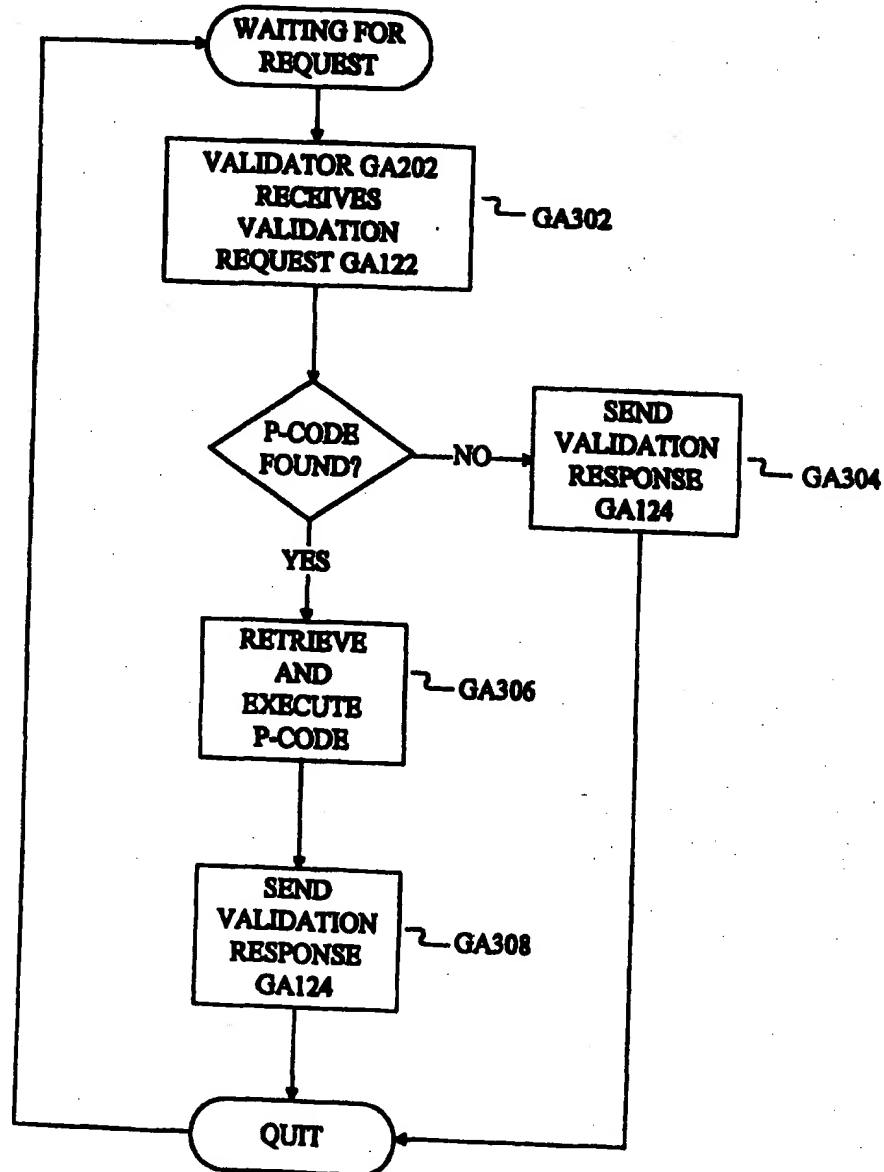 WAITING FOR
REQUEST
VALIDATOR GA202
RECEIVES
VALIDATION
REQUEST GA122
GA302
P-CODE
FOUND?
NO
SEND
VALIDATION
RESPONSE
GA124
GA304
YES
RETRIEVE
AND
EXECUTE
P-CODE
GA306
SEND
VALIDATION
RESPONSE
GA124
GA308
QUIT